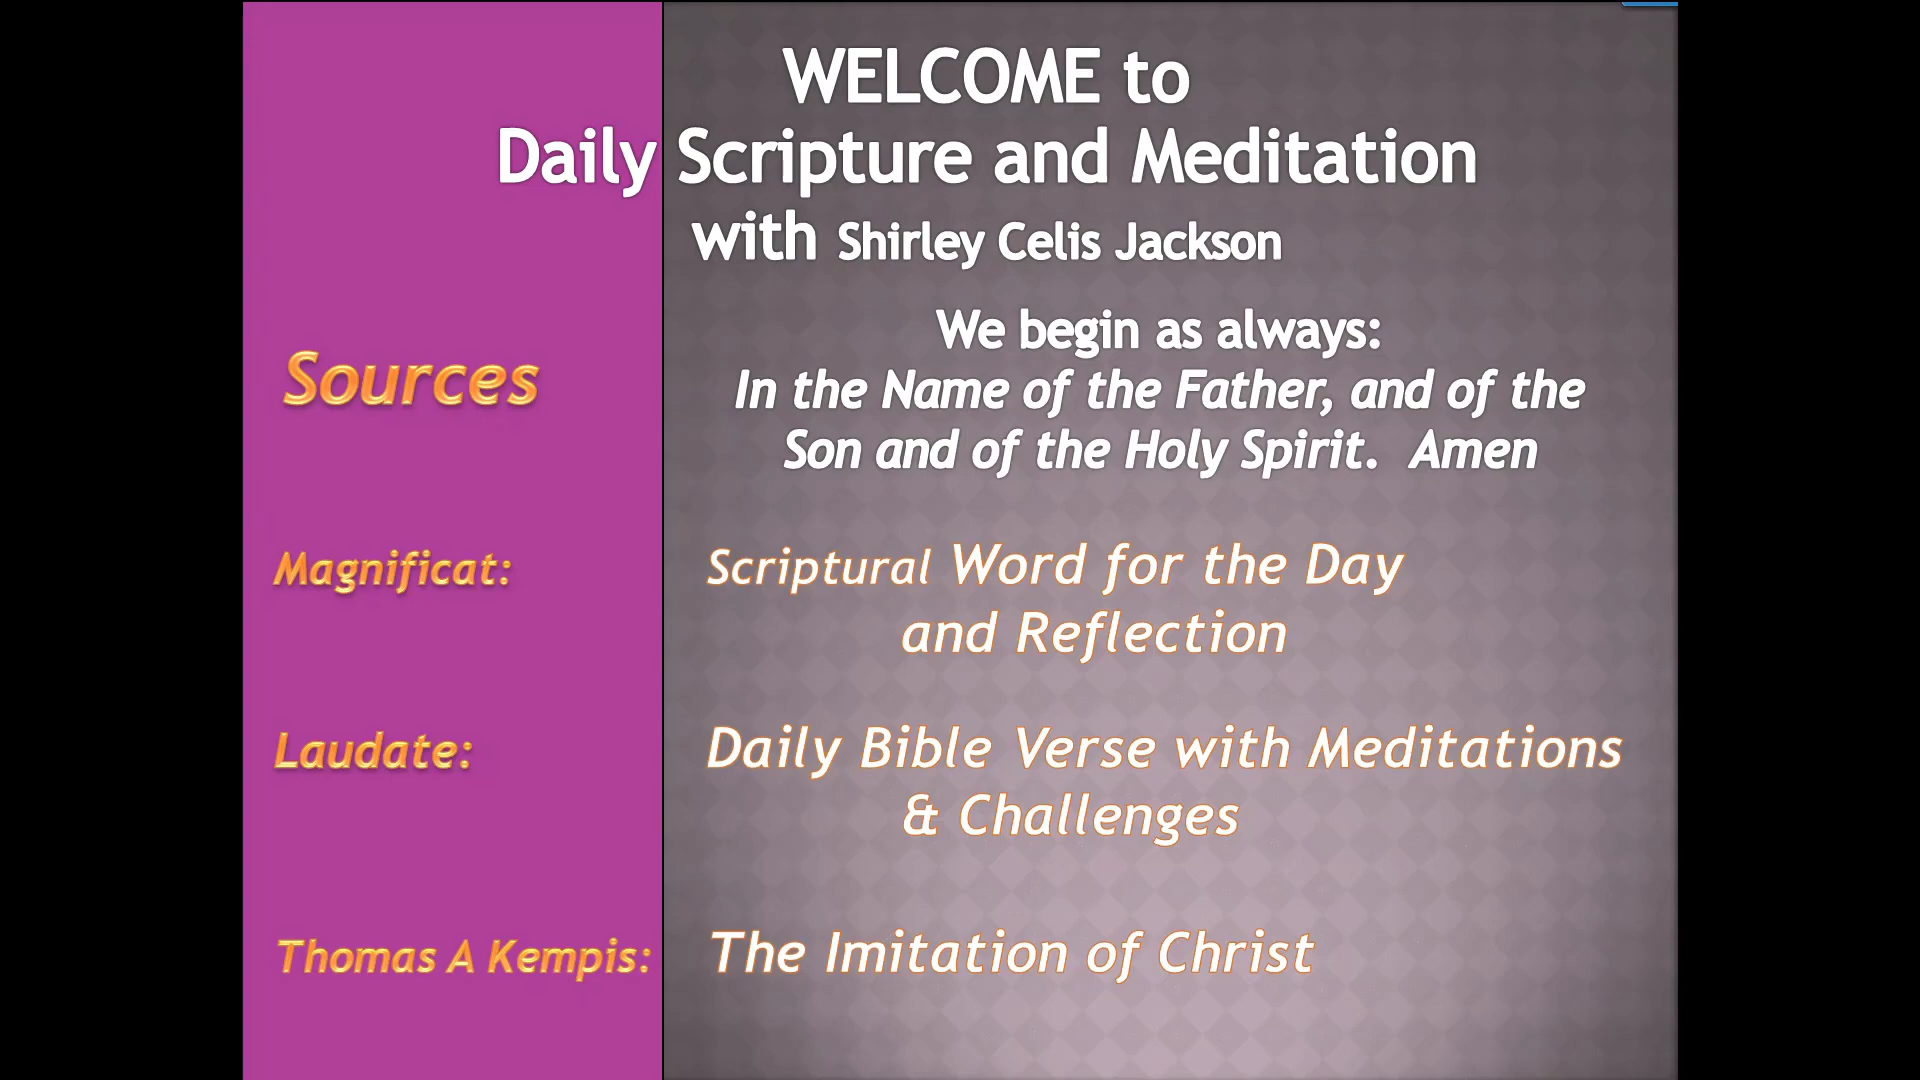 WELCOME to
Daily Scripture and Meditation
with Shirley Celis Jackson
We begin as always:
In the Name of the Father, and of the
Son and of the Holy Spirit.  Amen
Sources
Magnificat: Scriptural Word for the Day
and Reflection
Laudate: Daily Bible Verse with Meditations
& Challenges
Thomas A Kempis: The Imitation of Christ